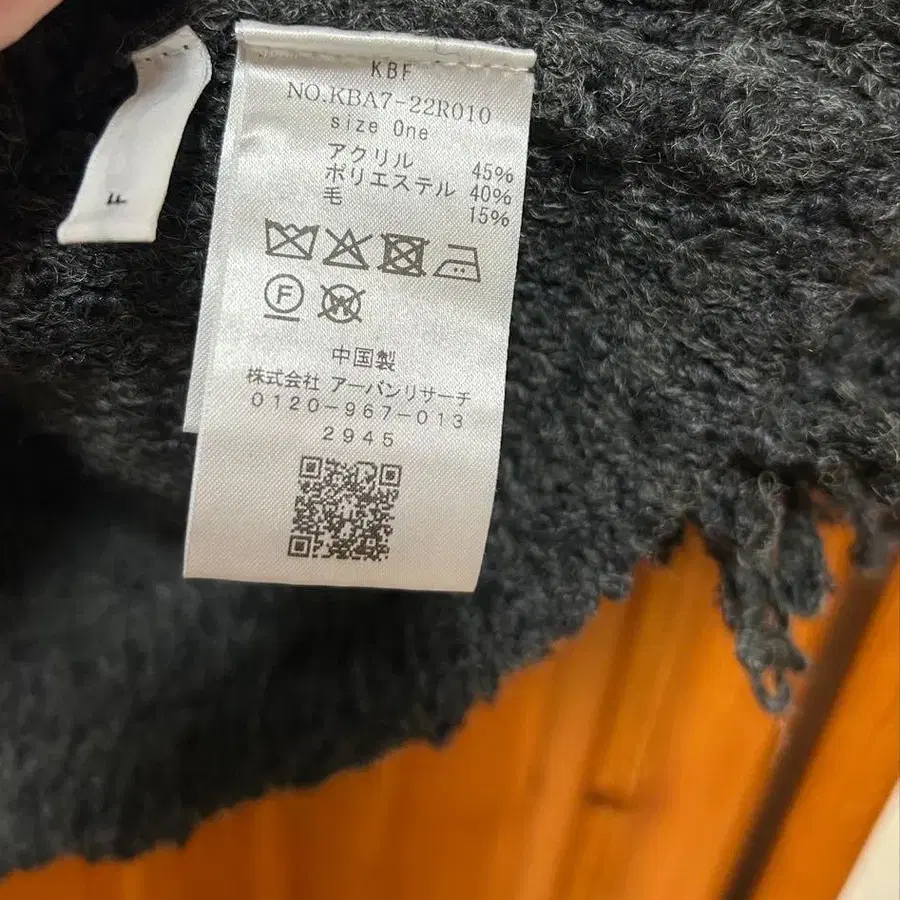 KBF
NO.KBA7-22R010
size One
アクリル 45%
ポリエステル 40%
毛 15%
F
W
中国製
株式会社 アーバンリサーチ
0120-967-013
2945
F